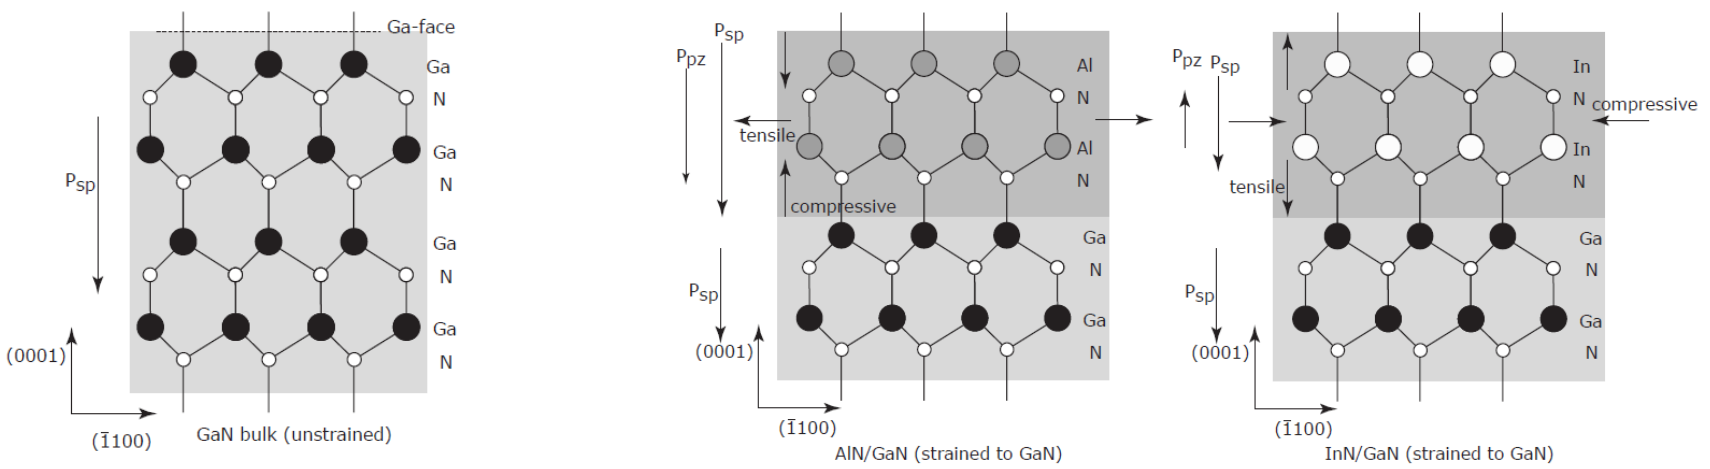 Ga-face
Ga
N
Ga
N
Psp
Ga
N
Ga
N
(0001)
(1̅100)
GaN bulk (unstrained)
Psp
Ppz
Al
N
tensile
Al
N
compressive
Ga
N
Psp
Ga
N
(0001)
(1̅100)
AlN/GaN (strained to GaN)
Ppz
Psp
In
N
compressive
In
N
tensile
Ga
N
Psp
Ga
N
(0001)
(1̅100)
InN/GaN (strained to GaN)